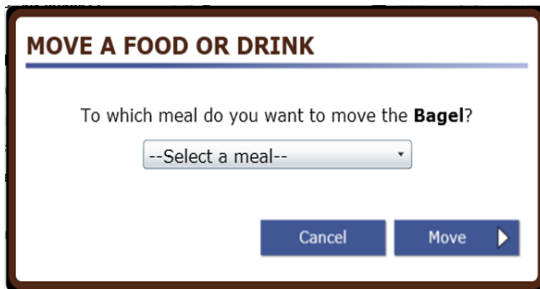 MOVE A FOOD OR DRINK
To which meal do you want to move the Bagel?
--Select a meal--
Cancel
Move